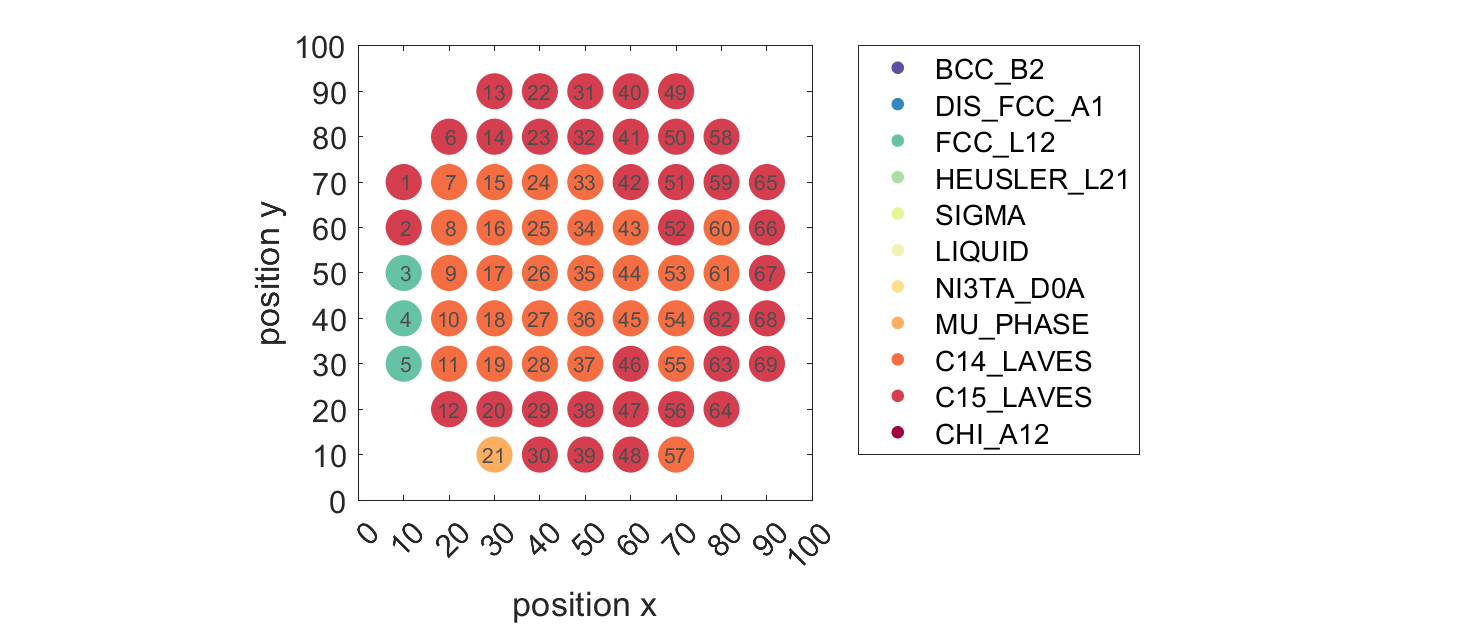 100
90
80
70
60
50
40
30
20
10
0
position y
13 22 31 40 49
6 14 23 32 41 50 58
1 7 15 24 33 42 51 59 65
2 8 16 25 34 43 52 60 66
3 9 17 26 35 44 53 61 67
4 10 18 27 36 45 54 62 68
5 11 19 28 37 46 55 63 69
12 20 29 38 47 56 64
21 30 39 48 57
0 10 20 30 40 50 60 70 80 90 100
position x
BCC_B2
DIS_FCC_A1
FCC_L12
HEUSLER_L21
SIGMA
LIQUID
NI3TA_D0A
MU_PHASE
C14_LAVES
C15_LAVES
CHI_A12